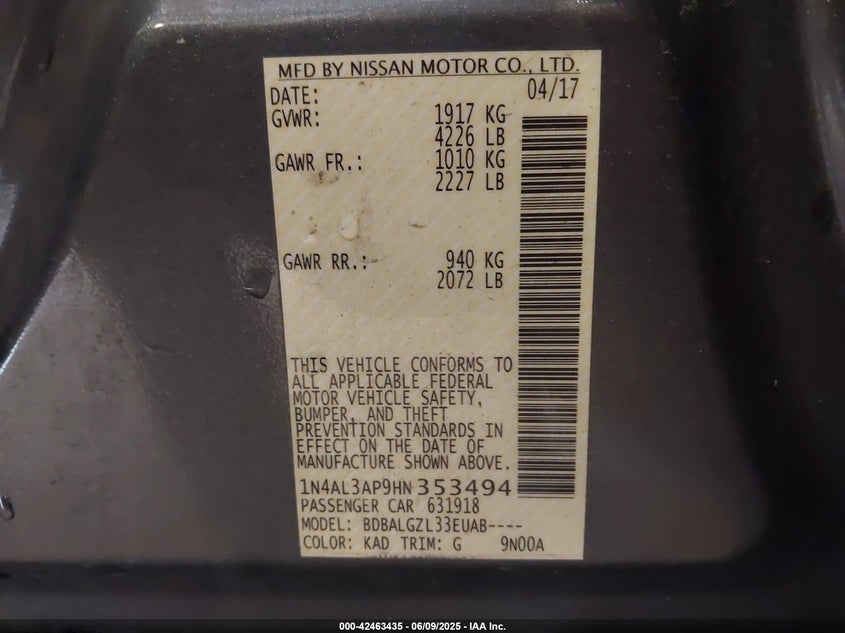 MFD BY NISSAN MOTOR CO., LTD.
DATE: 04/17
GVWR: 1917 KG
4226 LB
GAWR FR.: 1010 KG
2227 LB
GAWR RR.: 940 KG
2072 LB
THIS VEHICLE CONFORMS TO
ALL APPLICABLE FEDERAL
MOTOR VEHICLE SAFETY,
BUMPER, AND THEFT
PREVENTION STANDARDS IN
EFFECT ON THE DATE OF
MANUFACTURE SHOWN ABOVE.
1N4AL3AP9HN353494
PASSENGER CAR 631918
MODEL: BDBALGZL33EUAB----
COLOR: KAD TRIM: G 9N00A
000-42463435 - 06/09/2025 - IAA Inc.